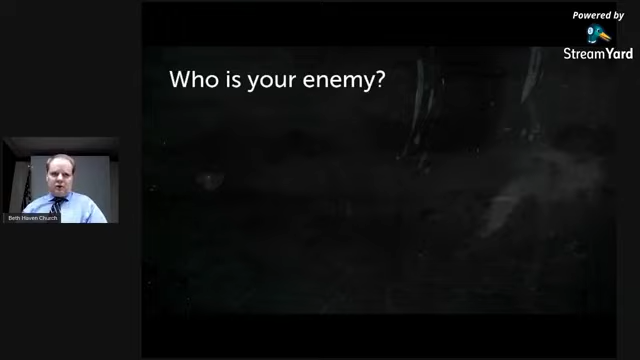 Powered by
StreamYard
Who is your enemy?
Beth Haven Church